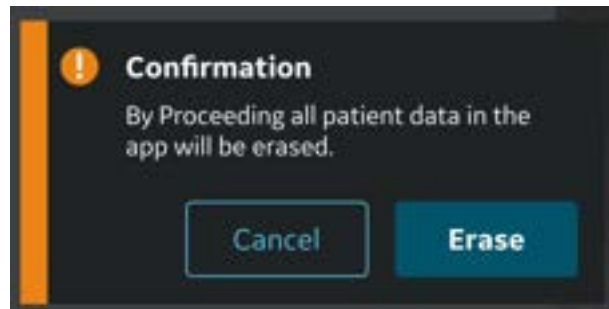 Confirmation
By Proceeding all patient data in the
app will be erased.
Cancel
Erase